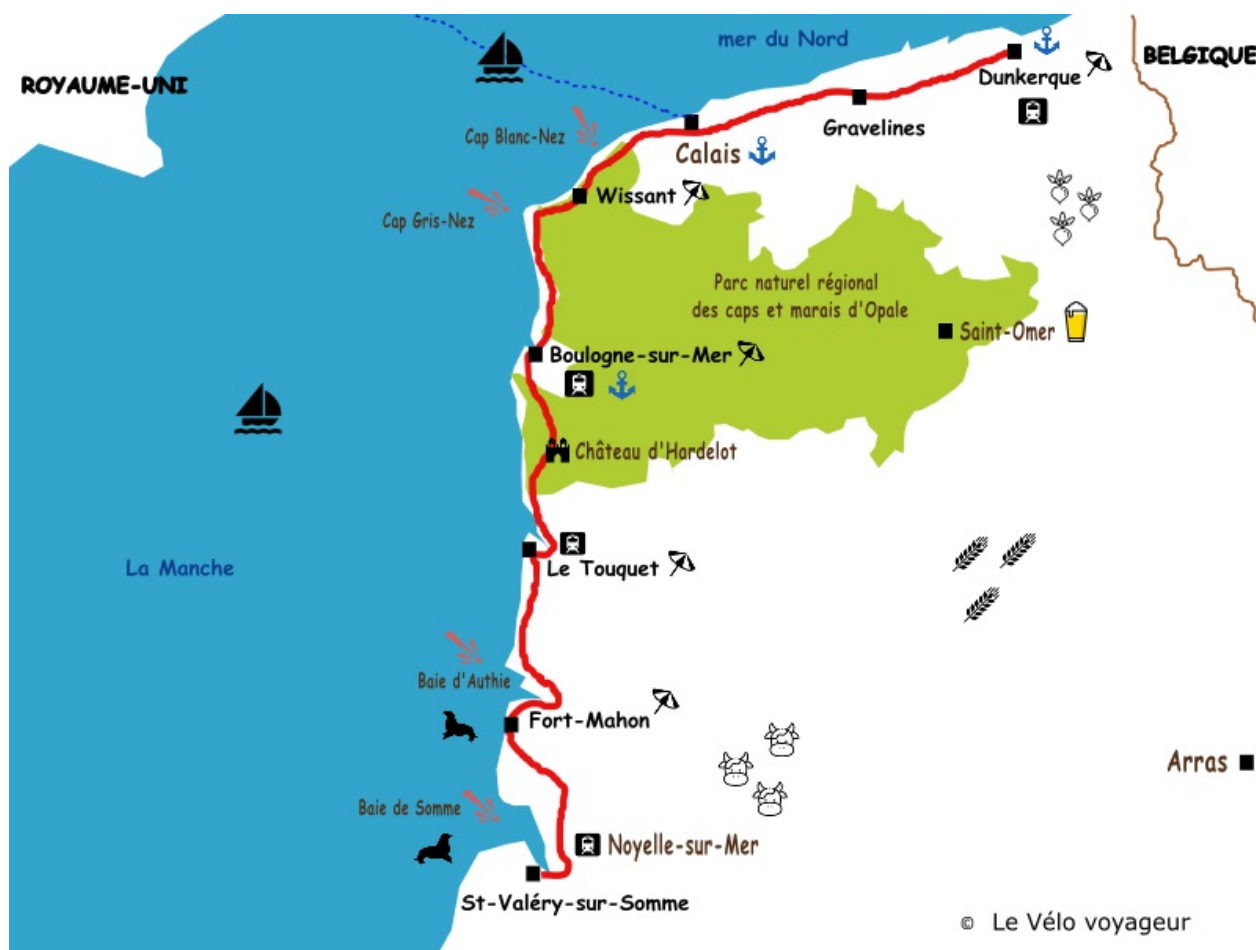 mer du Nord
BELGIQUE
ROYAUME-UNI
Dunkerque
Gravelines
Cap Blanc-Nez
Calais
Wissant
Cap Gris-Nez
Parc naturel régional
des caps et marais d'Opale
Saint-Omer
Boulogne-sur-Mer
Château d'Hardelot
La Manche
Le Touquet
Baie d'Authie
Fort-Mahon
Arras
Baie de Somme
Noyelle-sur-Mer
St-Valéry-sur-Somme
© Le Vélo voyageur